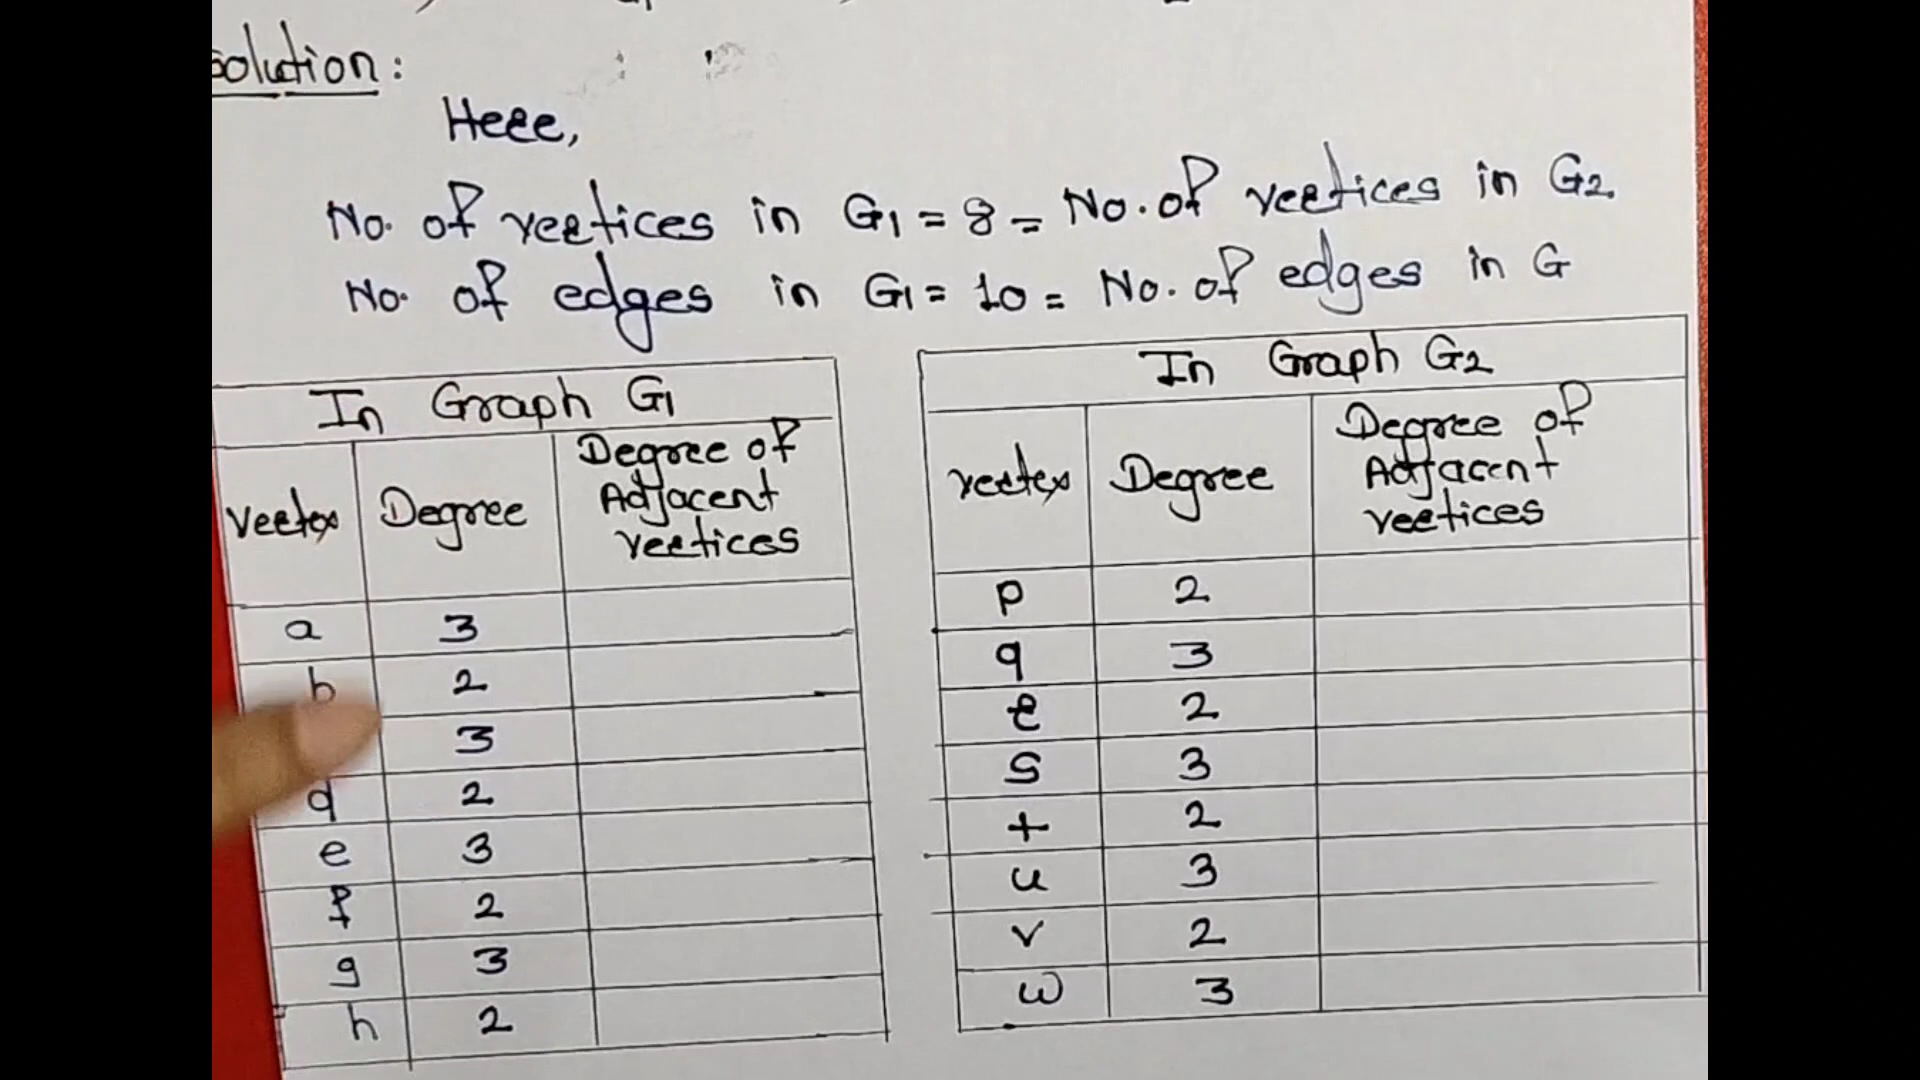 Solution:
Here,
No. of vertices in G1 = 8 = No. of vertices in G2
No. of edges in G1 = 10 = No. of edges in G
In Graph G1
Vertex Degree Degree of Adjacent vertices
a 3
b 2
3
d 2
e 3
f 2
g 3
h 2
In Graph G2
vertex Degree Degree of Adjacent vertices
p 2
q 3
r 2
s 3
t 2
u 3
v 2
w 3